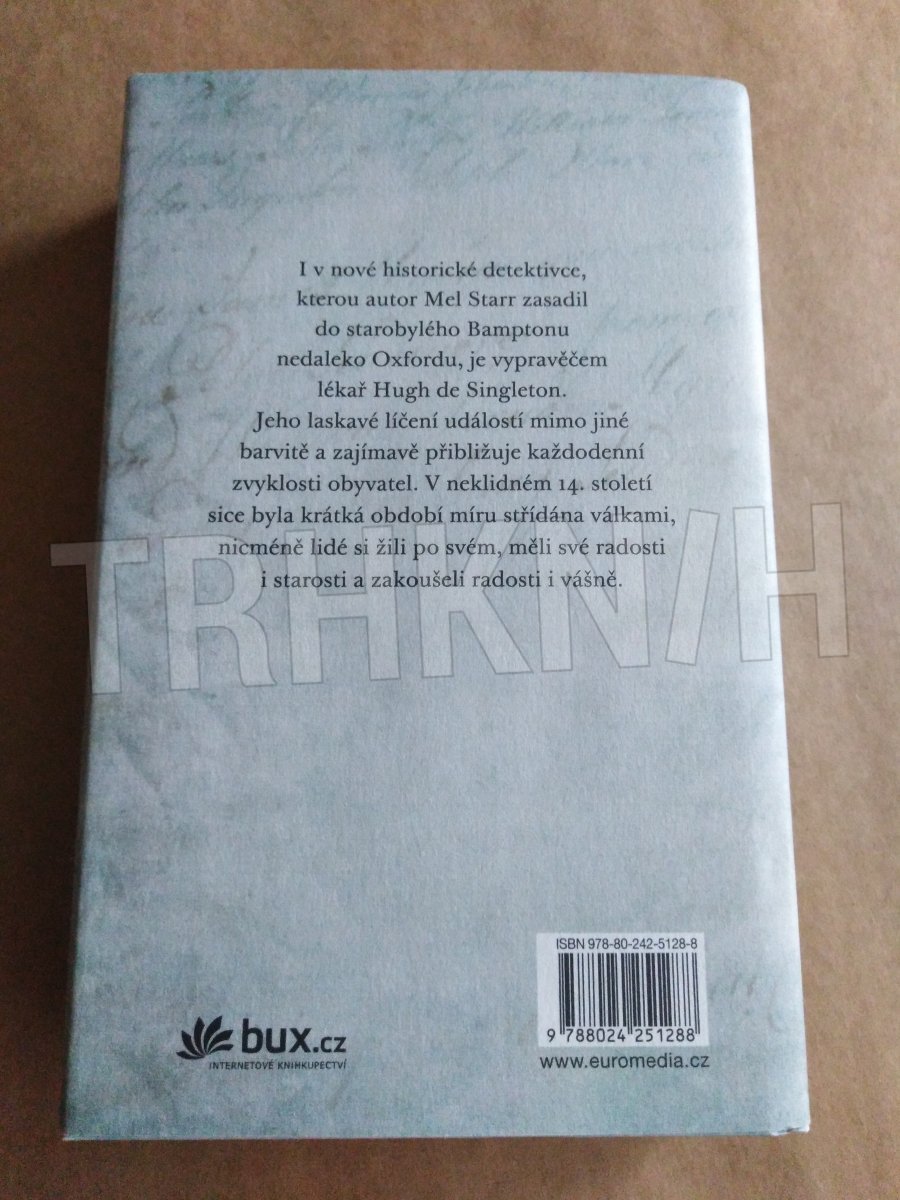 I v nové historické detektivce,
kterou autor Mel Starr zasadil
do starobylého Bamptonu
nedaleko Oxfordu, je vypravěčem
lékař Hugh de Singleton.
Jeho laskavé líčení událostí mimo jiné
barvitě a zajímavě přibližuje každodenní
zvyklosti obyvatel. V neklidném 14. století
sice byla krátká období míru střídána válkami,
nicméně lidé si žili po svém, měli své radosti
i starosti a zakoušeli radosti i vášně.
TRHKNIH
ISBN 978-80-242-5128-8
9 788024 251288
www.euromedia.cz
bux.cz
INTERNETOVÉ KNIHKUPECTVÍ